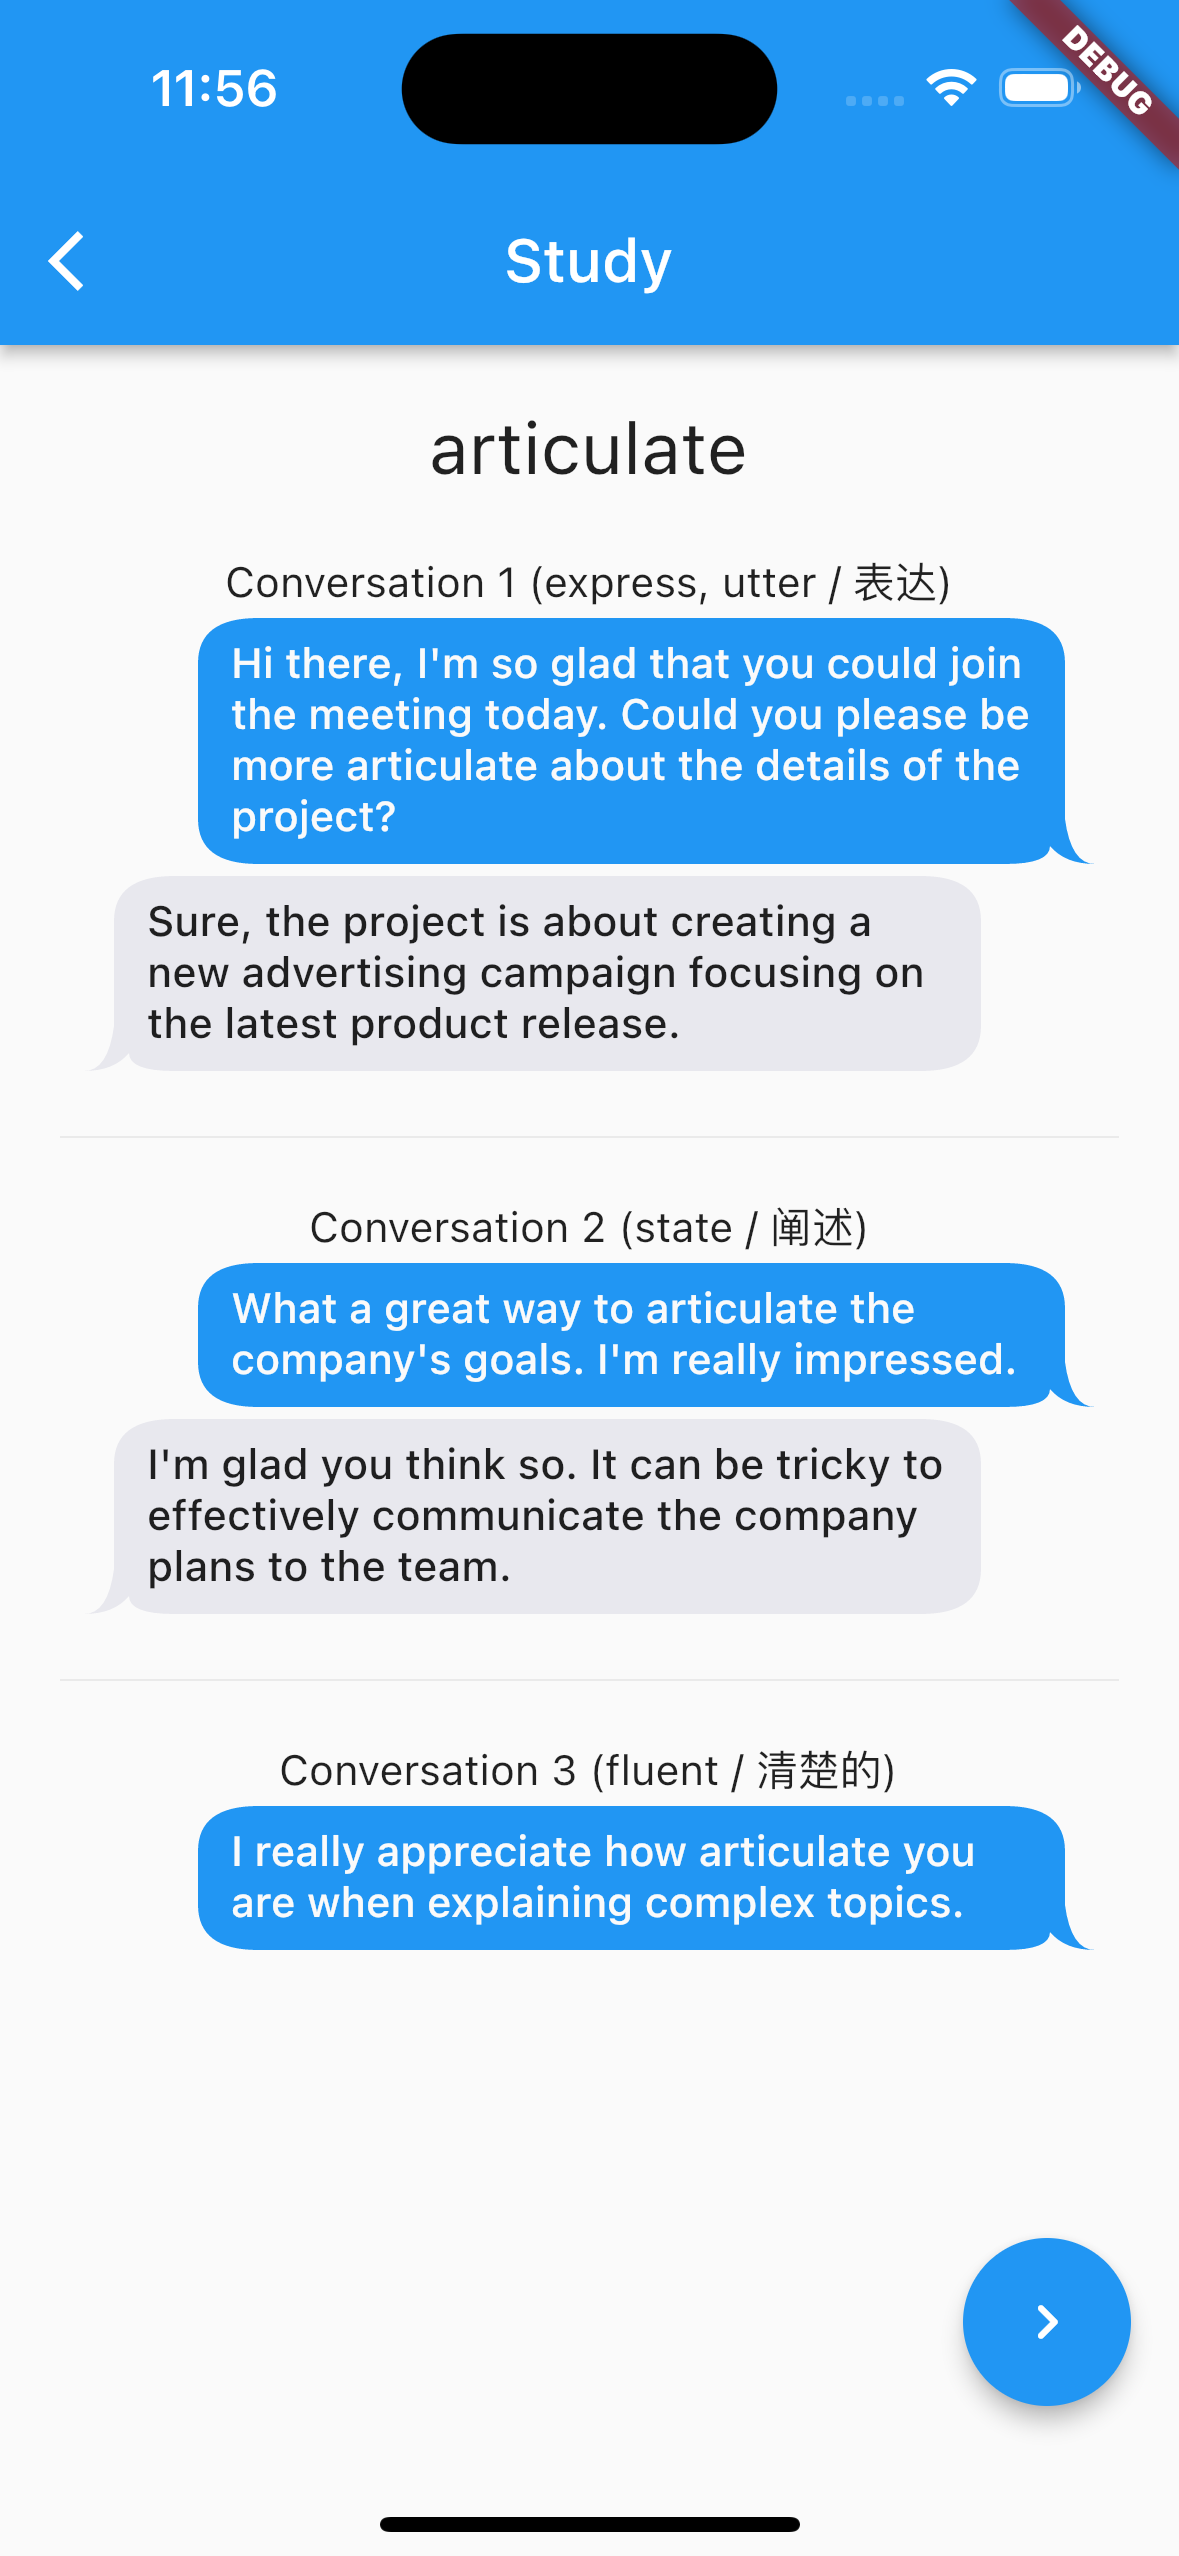 11:56
DEBUG
Study
articulate
Conversation 1 (express, utter / 表达)
Hi there, I'm so glad that you could join
the meeting today. Could you please be
more articulate about the details of the
project?
Sure, the project is about creating a
new advertising campaign focusing on
the latest product release.
Conversation 2 (state / 阐述)
What a great way to articulate the
company's goals. I'm really impressed.
I'm glad you think so. It can be tricky to
effectively communicate the company
plans to the team.
Conversation 3 (fluent / 清楚的)
I really appreciate how articulate you
are when explaining complex topics.